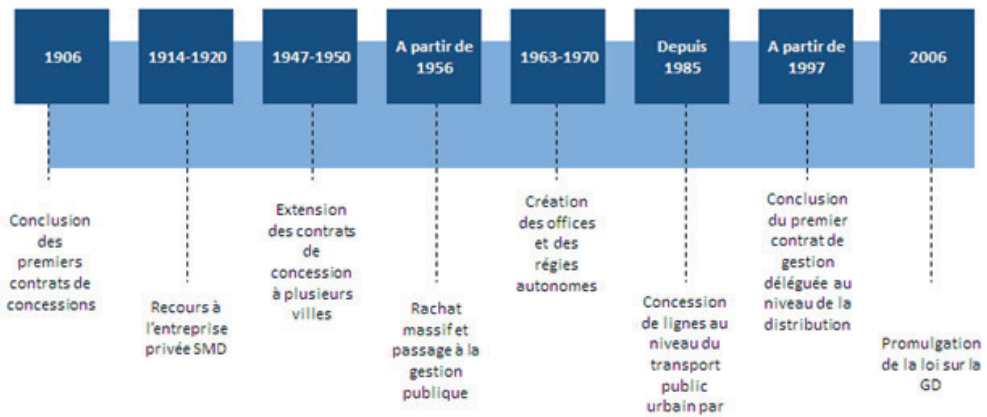 1906
1914-1920
1947-1950
A partir de
1956
1963-1970
Depuis
1985
A partir de
1997
2006
Conclusion
des
premiers
contrats de
concessions
Recours à
l'entreprise
privée SMD
Extension
des contrats
de
concession
à plusieurs
villes
Rachat
massif et
passage à la
gestion
publique
Création
des offices
et des
régies
autonomes
Concession
de lignes au
niveau du
transport
public
urbain par
Conclusion
du premier
contrat de
gestion
déléguée au
niveau de la
distribution
Promulgation
de la loi sur la
GD